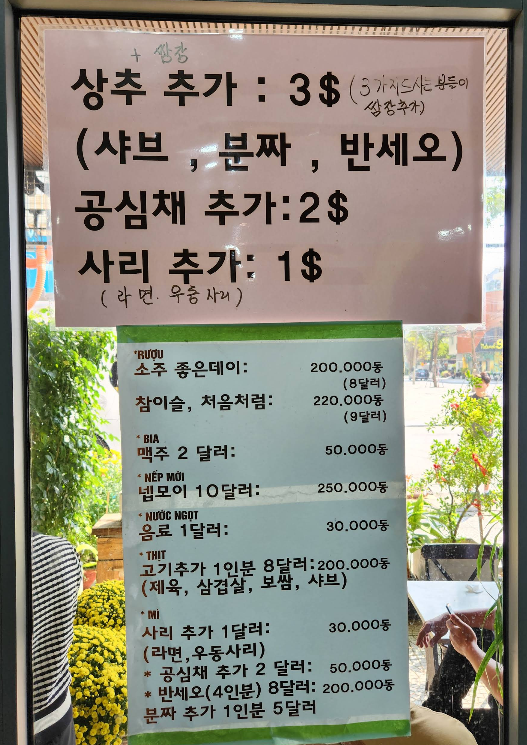 + 쌈장
상추 추가 : 3$ (3가지드시는분들이
쌈장추가)
(샤브 , 분짜 , 반세오)
공심채 추가:2$
사리 추가: 1$
(라면. 우동 사리)
*RƯỢU
소주 좋은데이: 200.000동
(8달러)
참이슬, 처음처럼: 220.000동
(9달러)
* BIA
맥주 2 달러: 50.000동
* NẾP MỚI
넵모이 10달러: 250.000동
* NƯỚC NGỌT
음료 1달러: 30.000동
* THỊT
고기추가 1인분 8달러:200.000동
(제육, 삼겹살, 보쌈, 샤브)
* MÌ
사리 추가 1달러: 30.000동
(라면,우동사리)
* 공심채 추가 2 달러: 50.000동
* 반세오(4인분) 8달러: 200.000동
분짜 추가 1인분 5달러